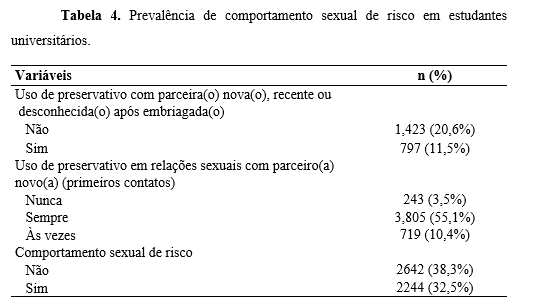 Tabela 4. Prevalência de comportamento sexual de risco em estudantes
universitários.
Variáveis n (%)
Uso de preservativo com parceira(o) nova(o), recente ou
desconhecida(o) após embriagada(o)
Não 1,423 (20,6%)
Sim 797 (11,5%)
Uso de preservativo em relações sexuais com parceiro(a)
novo(a) (primeiros contatos)
Nunca 243 (3,5%)
Sempre 3,805 (55,1%)
Às vezes 719 (10,4%)
Comportamento sexual de risco
Não 2642 (38,3%)
Sim 2244 (32,5%)